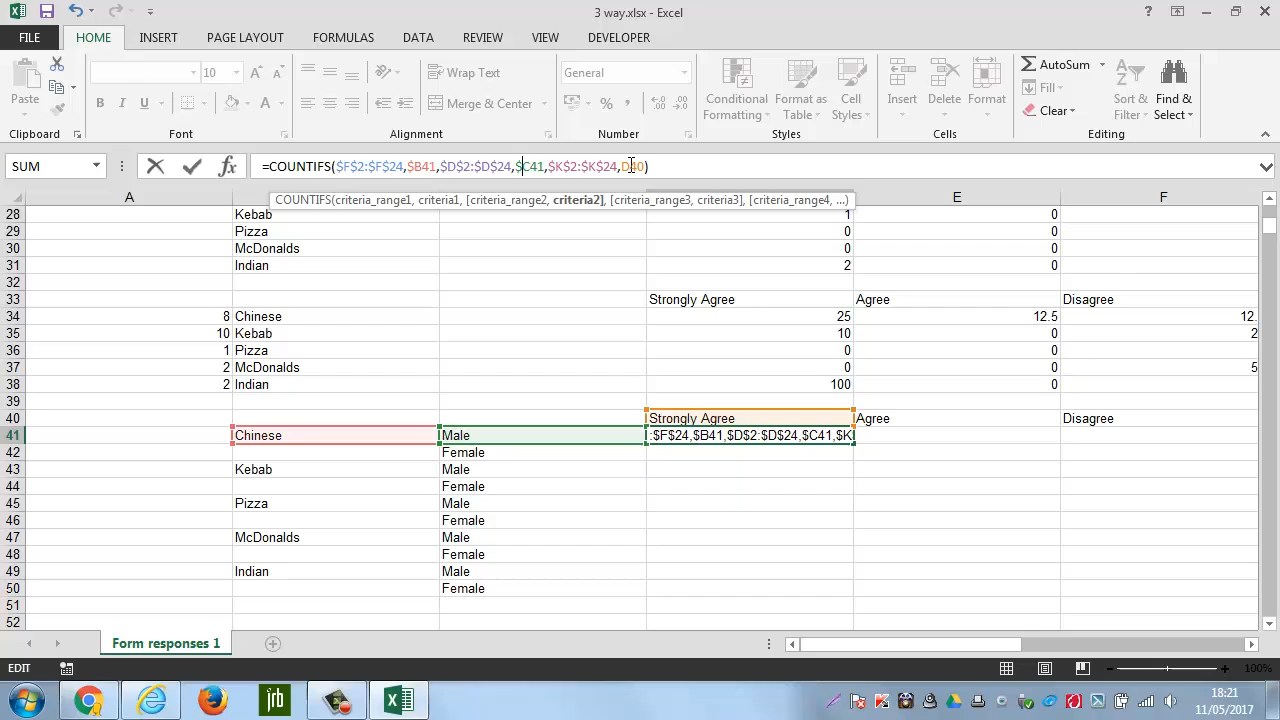 3 way.xlsx - Excel
FILE HOME INSERT PAGE LAYOUT FORMULAS DATA REVIEW VIEW DEVELOPER
10 Wrap Text General AutoSum
Fill
Paste B I U Merge & Center % Conditional Formatting Format as Table Cell Styles Insert Delete Format Clear Sort & Filter Find & Select
Clipboard Font Alignment Number Styles Cells Editing
SUM fx =COUNTIFS($F$2:$F$24,$B41,$D$2:$D$24,$C41,$K$2:$K$24,D40)
COUNTIFS(criteria_range1, criteria1, [criteria_range2, criteria2], [criteria_range3, criteria3], [criteria_range4, ...)
A E F
28 Kebab 1 0
29 Pizza 0 0
30 McDonalds 0 0
31 Indian 2 0
32
33 Strongly Agree Agree Disagree
34 8 Chinese 25 12.5 12.
35 10 Kebab 10 0 2
36 1 Pizza 0 0
37 2 McDonalds 0 0 5
38 2 Indian 100 0
39
40 Strongly Agree Agree Disagree
41 Chinese Male :$F$24,$B41,$D$2:$D$24,$C41,$K
42 Female
43 Kebab Male
44 Female
45 Pizza Male
46 Female
47 McDonalds Male
48 Female
49 Indian Male
50 Female
51
52
Form responses 1
EDIT 100%
jrb 18:21
11/05/2017